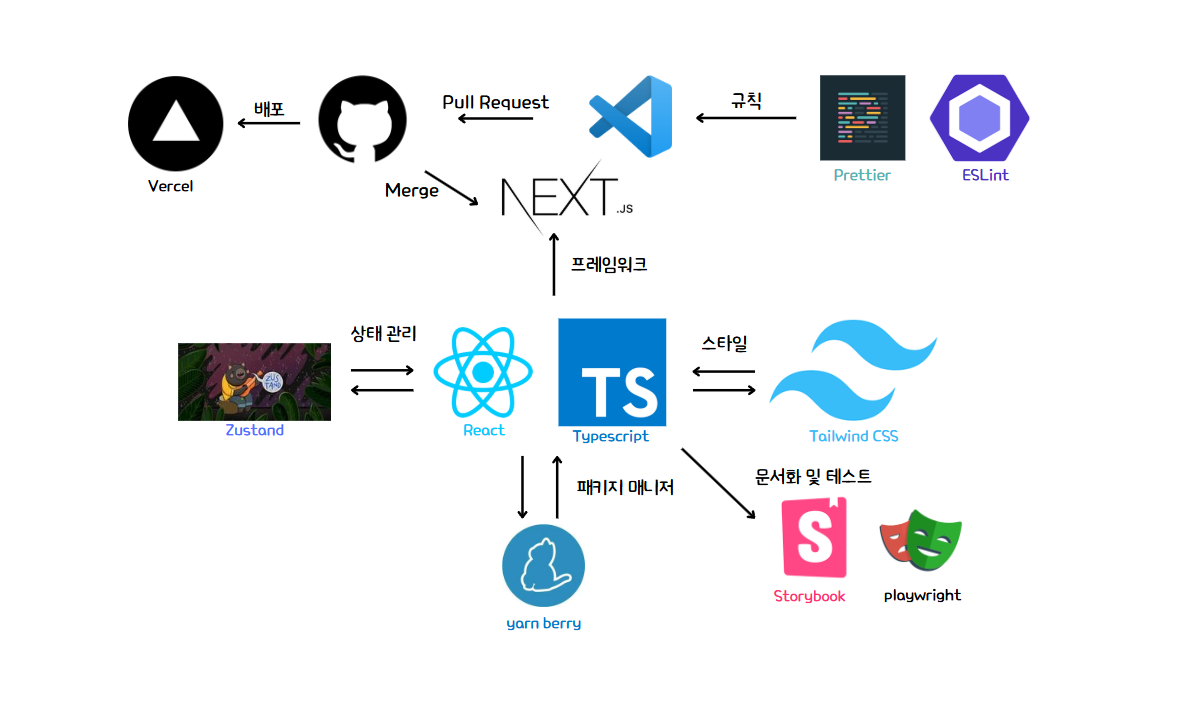 배포
Pull Request
규칙
Vercel
Merge
NEXT.JS
Prettier
ESLint
프레임워크
상태 관리
스타일
ZUS
TAND
TS
Zustand
React
Typescript
Tailwind CSS
패키지 매니저
문서화 및 테스트
S
Storybook
playwright
yarn berry